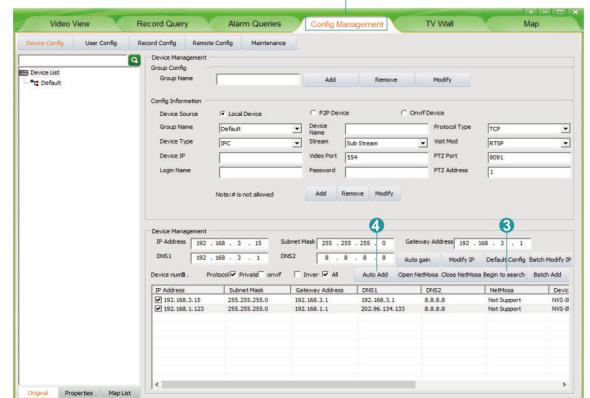 Video View Record Query Alarm Queries Config Management TV Wall Map
Device Config User Config Record Config Remote Config Maintenance
Device Management
Group Config
Group Name Add Remove Modify
Device List
Default
Config Information
Device Source Local Device P2P Device Onvif Device
Group Name Default Device Name Protocol Type TCP
Device Type IPC Stream Sub Stream Visit Mod RTSP
Device IP Video Port 554 PTZ Port 8091
Login Name Password PTZ Address 1
Note:# is not allowed Add Remove Modify
4 3
Device Management
IP Address 192 . 168 . 3 . 15 Subnet Mask 255 . 255 . 255 . 0 Gateway Address 192 . 168 . 3 . 1
DNS1 192 . 168 . 3 . 1 DNS2 8 . 8 . 8 . 8 Auto gain Modify IP Default Config Batch Modify IP
Device num Protocol Private onvif Inver All Auto Add Open NetMosa Close NetMosa Begin to search Batch Add
IP Address Subnet Mask Gateway Address DNS1 DNS2 NetMosa Devic
192.168.3.15 255.255.255.0 192.168.3.1 192.168.3.1 8.8.8.8 Not Support NVS-IF
192.168.1.123 255.255.255.0 192.168.1.1 202.96.134.133 8.8.8.8 Not Support NVS-IF
Original Properties Map List